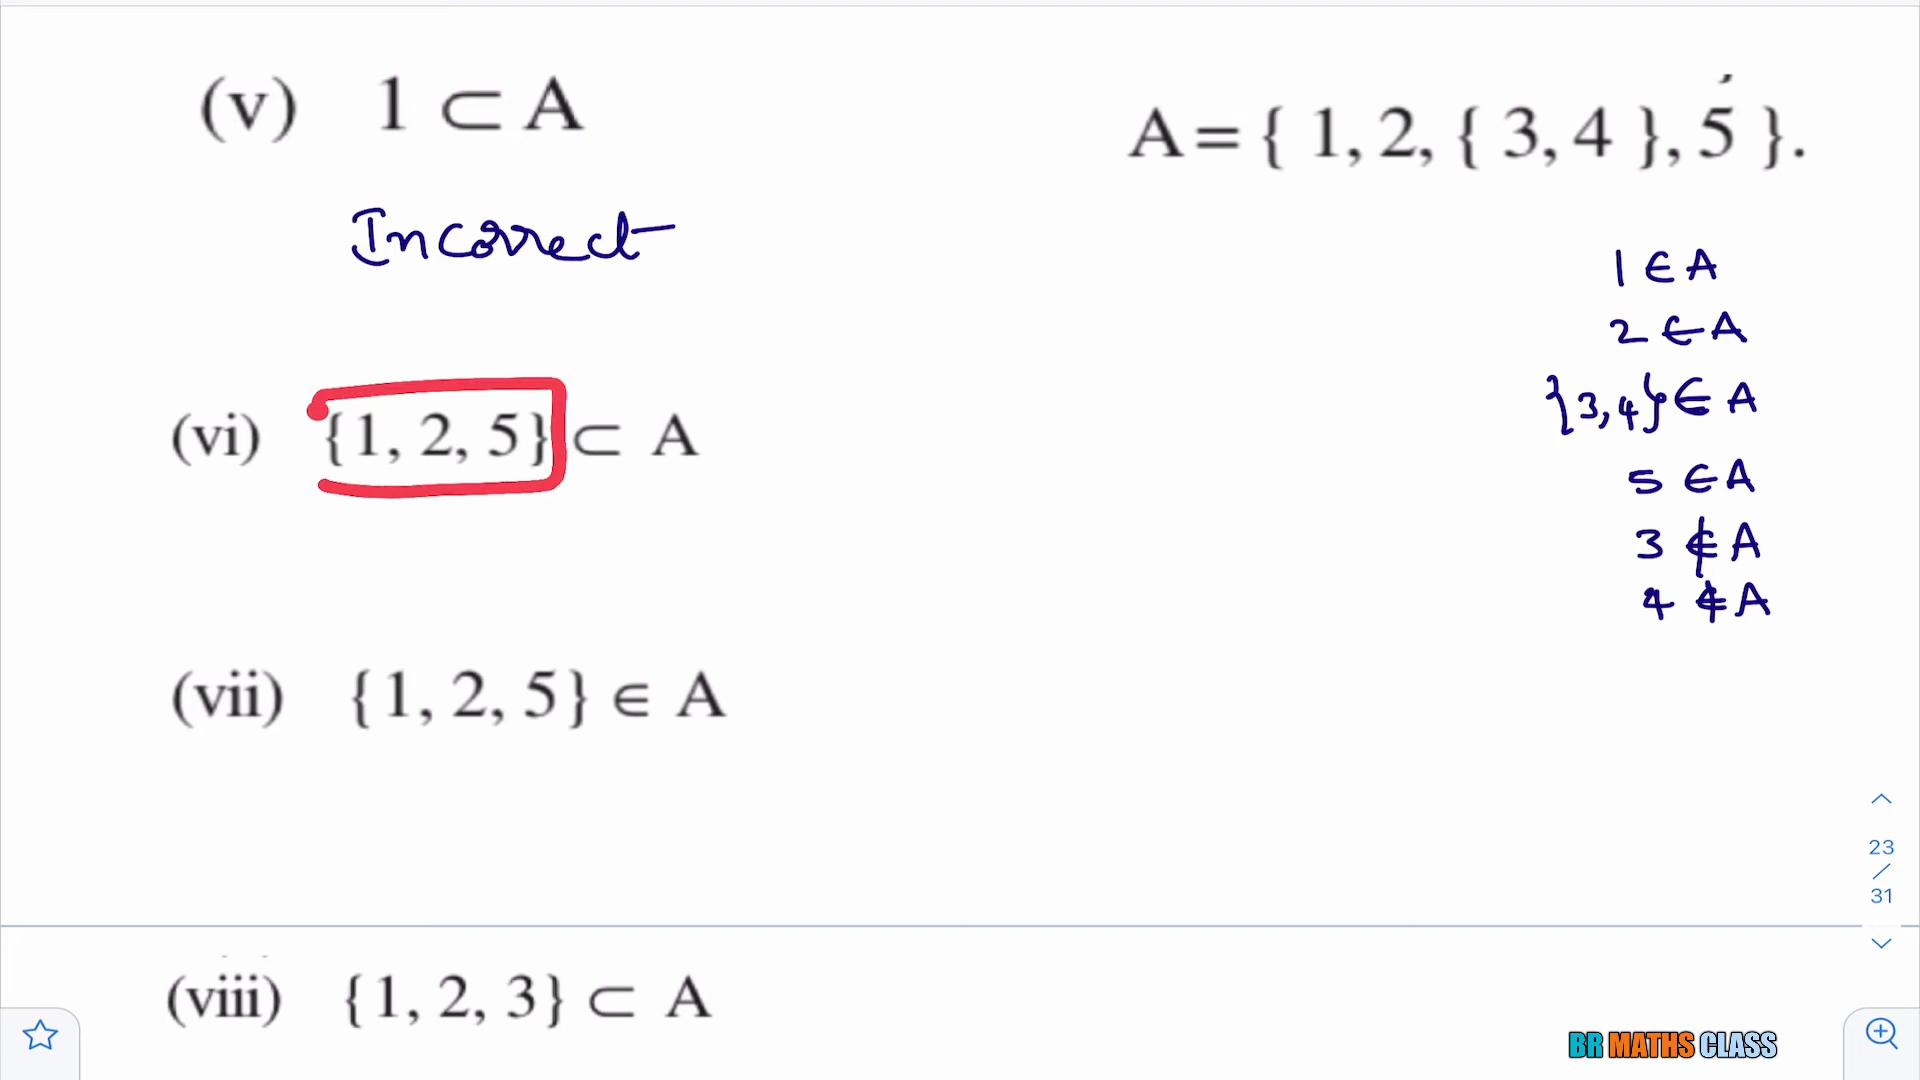 (v) 1 ⊂ A
A = { 1, 2, { 3, 4 }, 5 }.
Incorrect
1 ∈ A
2 ∈ A
{3,4} ∈ A
(vi) {1, 2, 5} ⊂ A
5 ∈ A
3 ∉ A
4 ∉ A
(vii) {1, 2, 5} ∈ A
23
/
31
(viii) {1, 2, 3} ⊂ A
BR MATHS CLASS